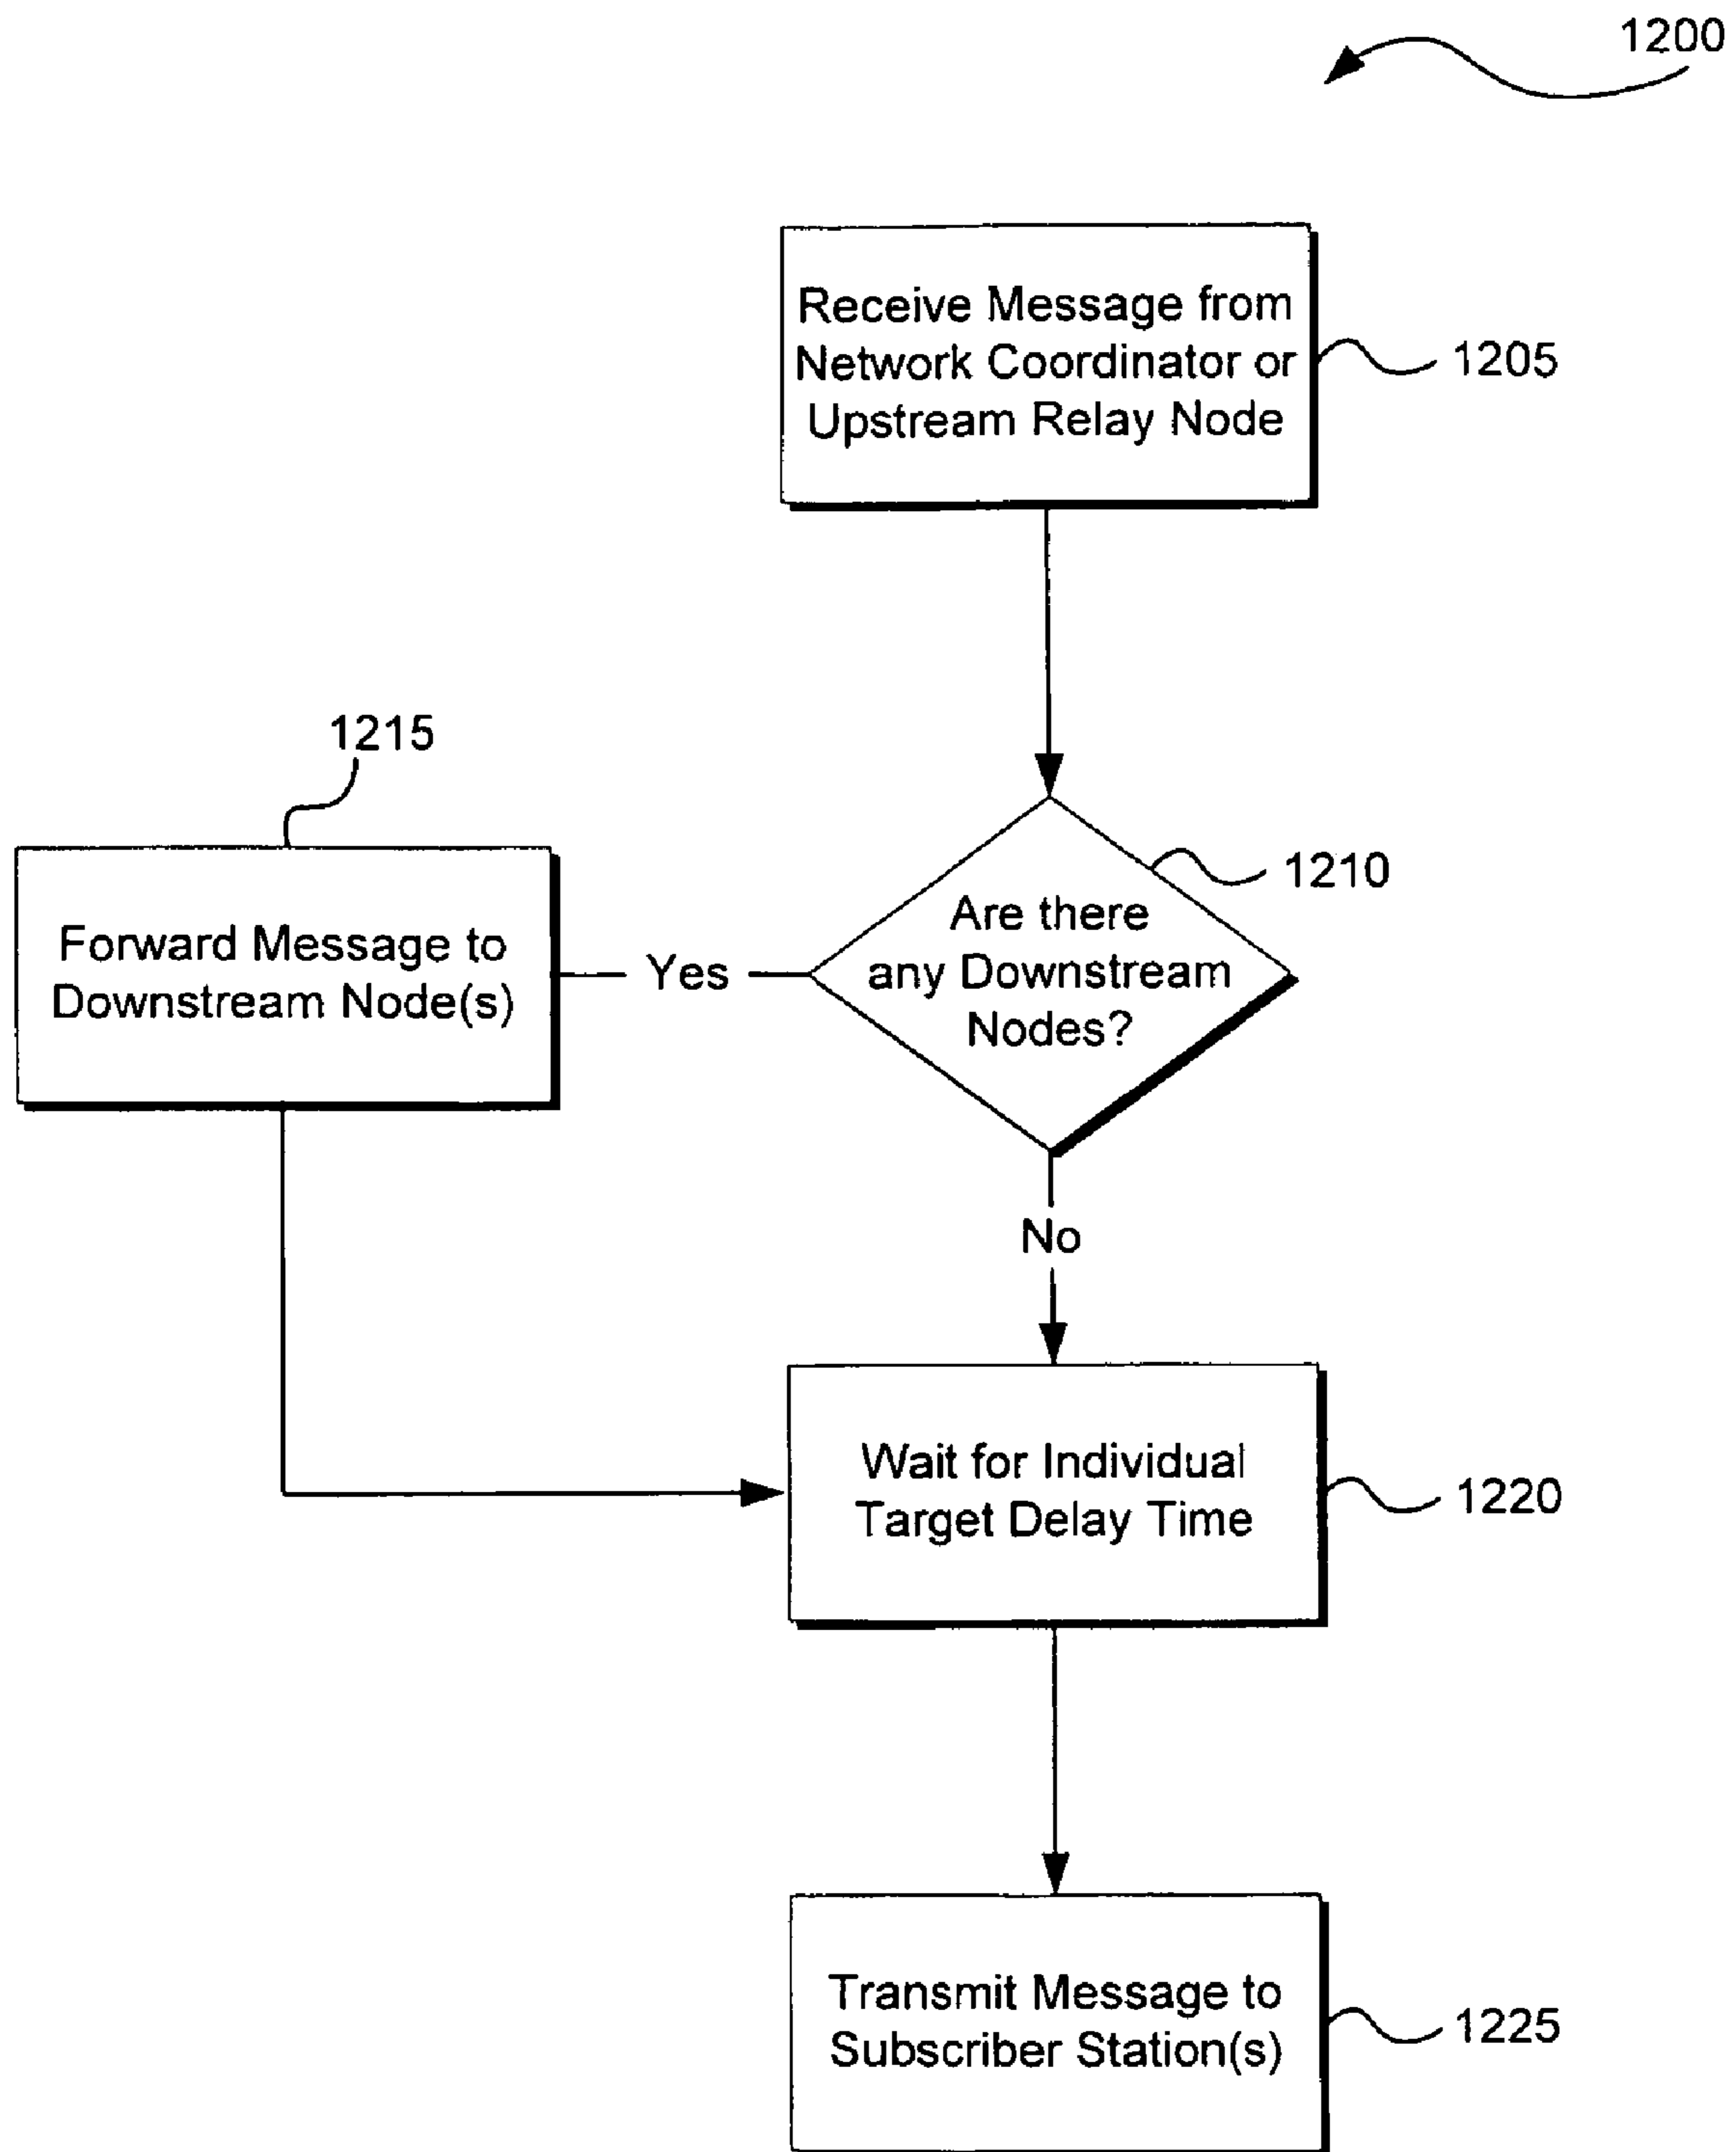 1200
Receive Message from
Network Coordinator or
Upstream Relay Node
1205
1215
1210
Are there
any Downstream
Nodes?
Forward Message to
Downstream Node(s)
Yes
No
Wait for Individual
Target Delay Time
1220
Transmit Message to
Subscriber Station(s)
1225